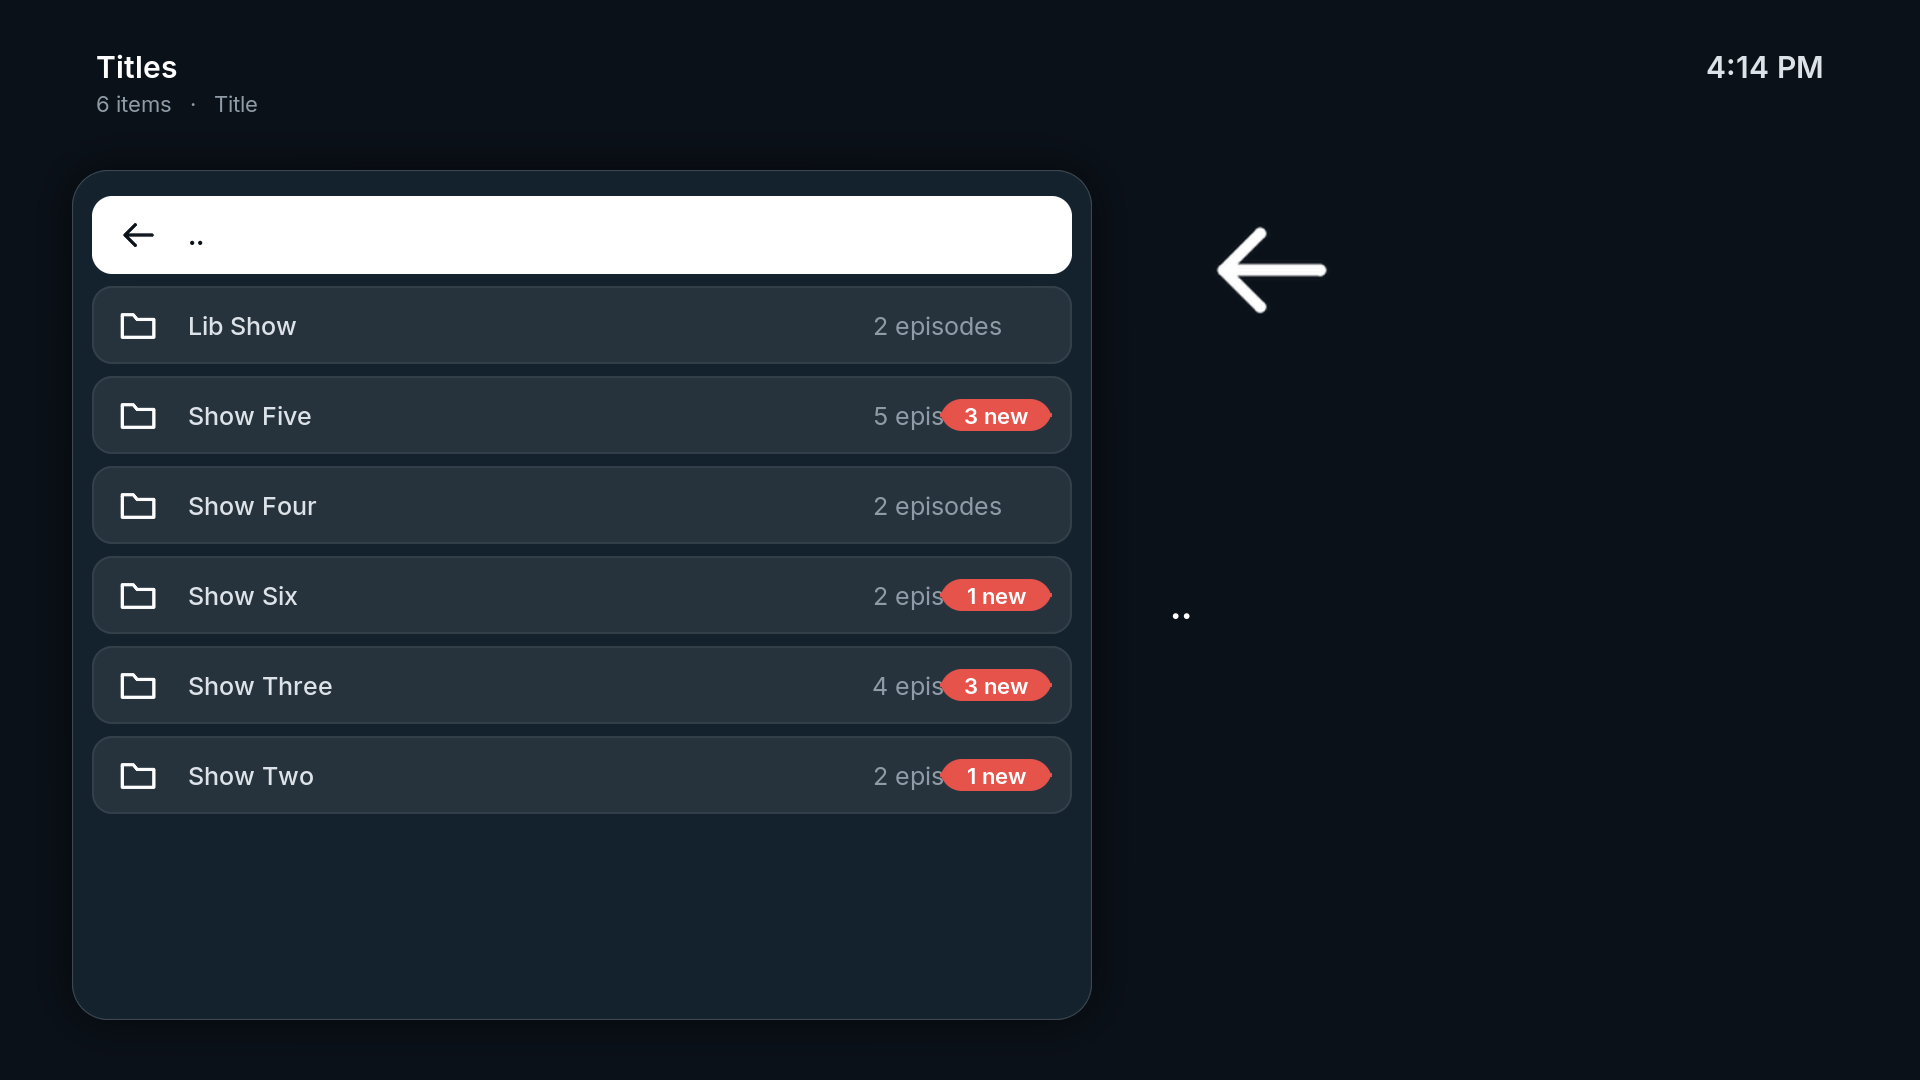 Titles
4:14 PM
6 items · Title
..
Lib Show 2 episodes
Show Five 5 epis 3 new
Show Four 2 episodes
Show Six 2 epis 1 new
..
Show Three 4 epis 3 new
Show Two 2 epis 1 new